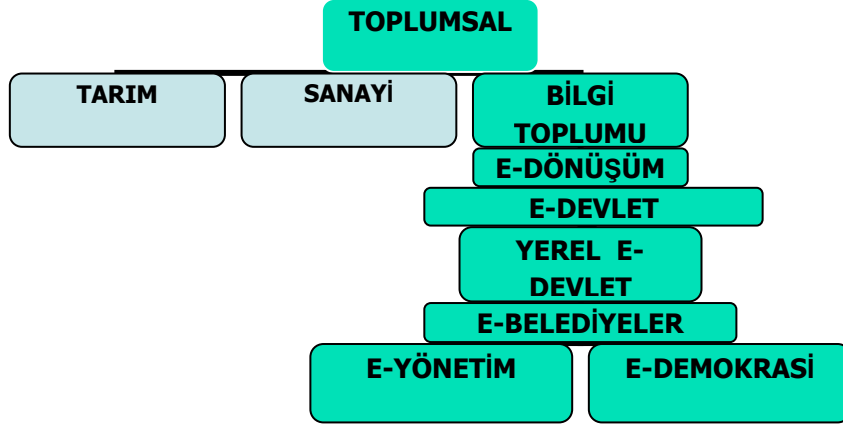 TOPLUMSAL
TARIM
SANAYİ
BİLGİ
TOPLUMU
E-DÖNÜŞÜM
E-DEVLET
YEREL E-
DEVLET
E-BELEDİYELER
E-YÖNETİM
E-DEMOKRASİ